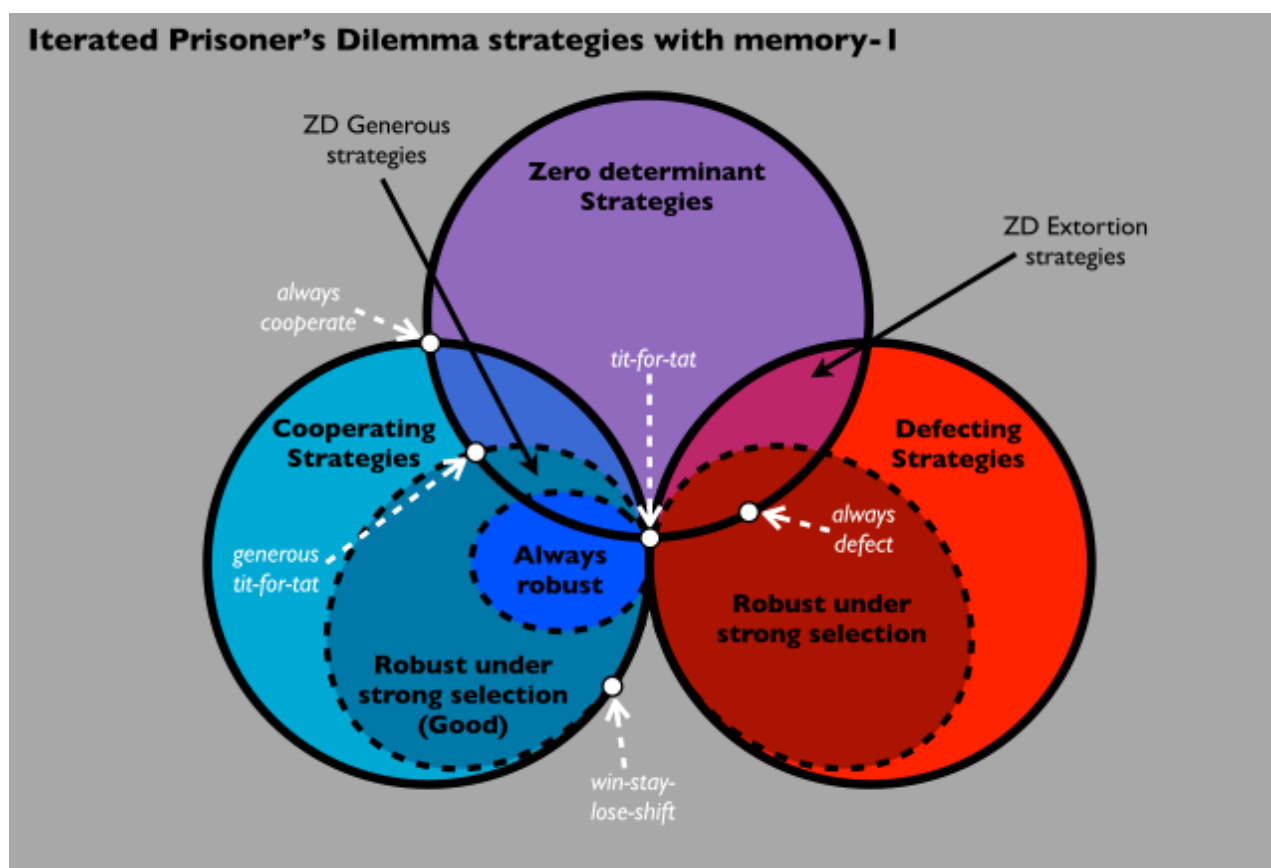 Iterated Prisoner's Dilemma strategies with memory-1
ZD Generous
strategies
Zero determinant
Strategies
ZD Extortion
strategies
always
cooperate
tit-for-tat
Cooperating
Strategies
Defecting
Strategies
always
defect
generous
tit-for-tat
Always
robust
Robust under
strong selection
Robust under
strong selection
(Good)
win-stay-
lose-shift